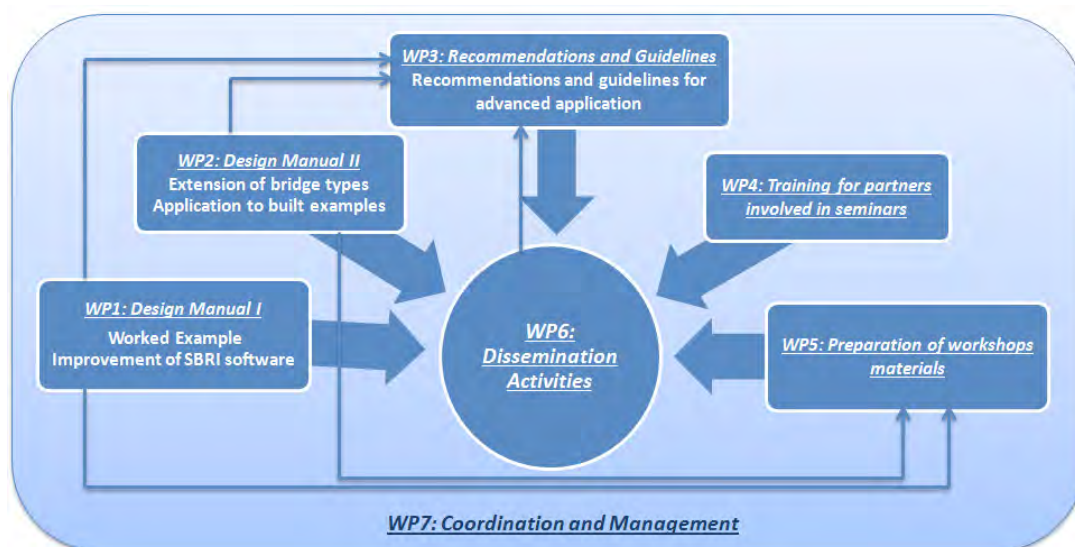 WP3: Recommendations and Guidelines
Recommendations and guidelines for
advanced application
WP2: Design Manual II
Extension of bridge types
Application to built examples
WP4: Training for partners
involved in seminars
WP1: Design Manual I
Worked Example
Improvement of SBRI software
WP6:
Dissemination
Activities
WP5: Preparation of workshops
materials
WP7: Coordination and Management